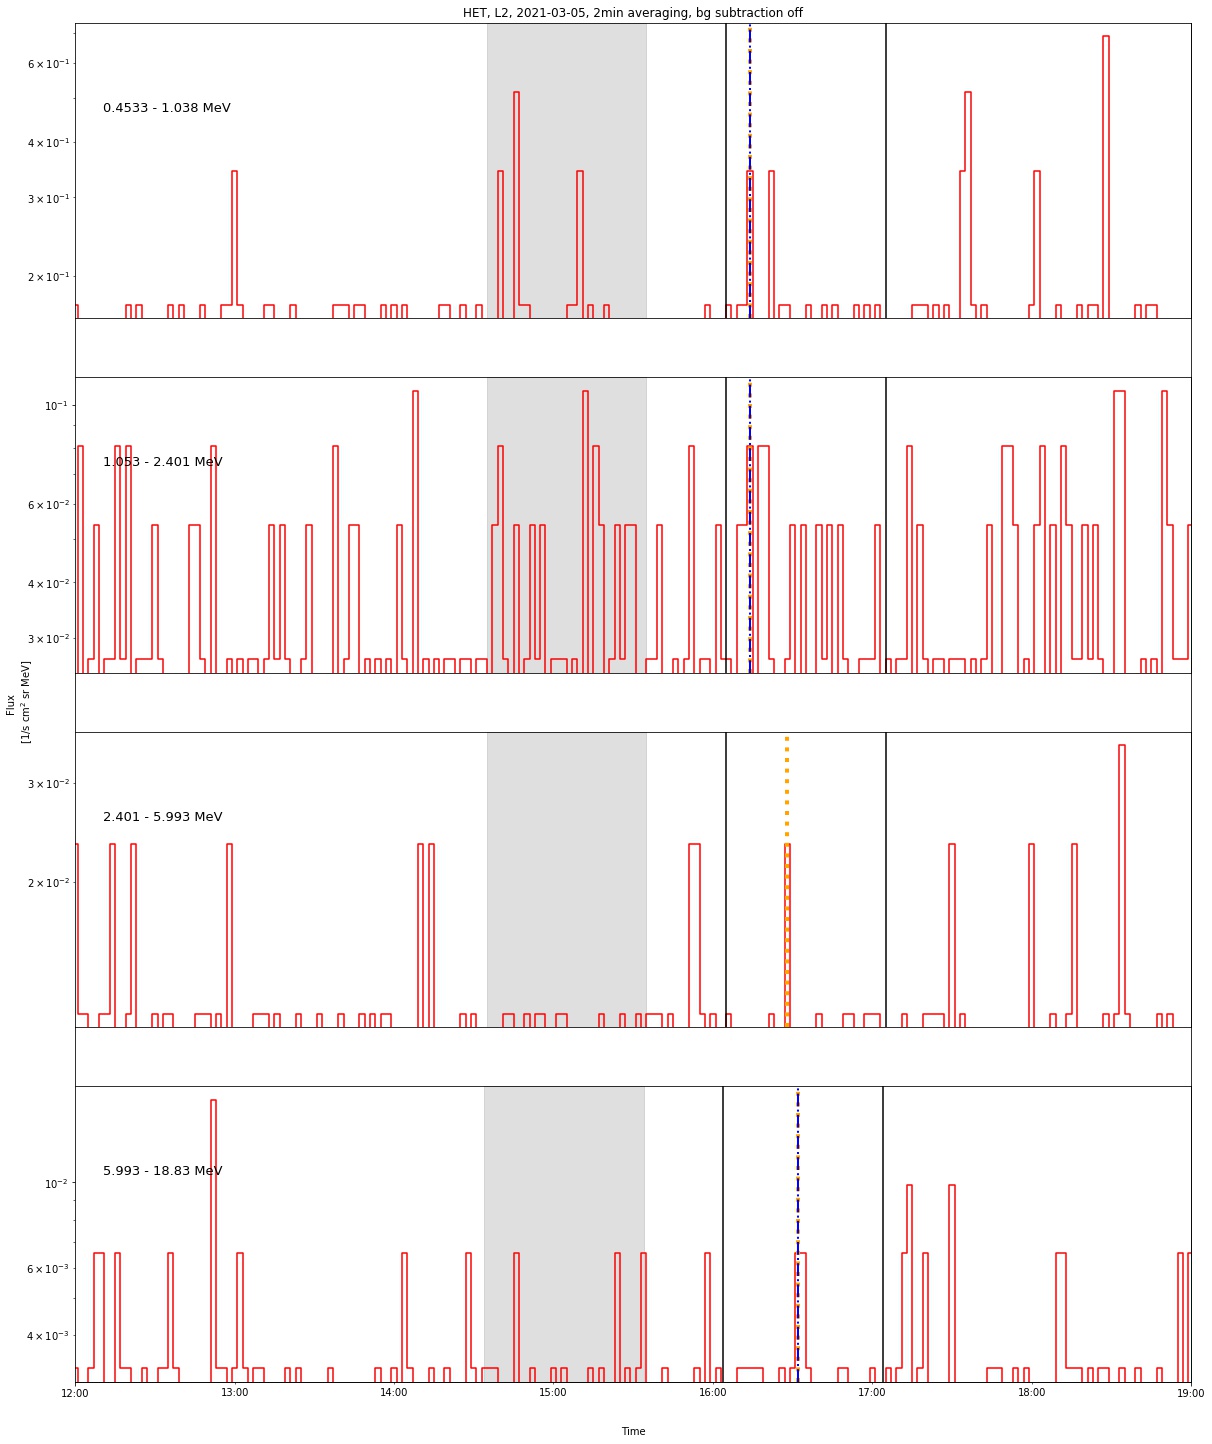 HET, L2, 2021-03-05, 2min averaging, bg subtraction off
6 × 10⁻¹
0.4533 - 1.038 MeV
4 × 10⁻¹
3 × 10⁻¹
2 × 10⁻¹
10⁻¹
1.053 - 2.401 MeV
6 × 10⁻²
4 × 10⁻²
3 × 10⁻²
Flux
[1/s cm² sr MeV]
3 × 10⁻²
2.401 - 5.993 MeV
2 × 10⁻²
5.993 - 18.83 MeV
10⁻²
6 × 10⁻³
4 × 10⁻³
12:00 13:00 14:00 15:00 16:00 17:00 18:00 19:00
Time